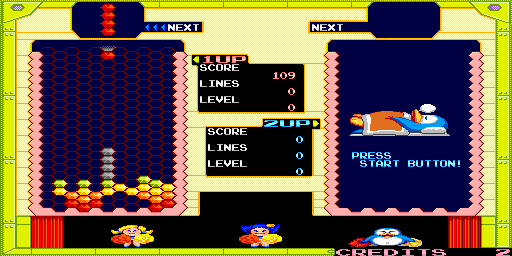 NEXT NEXT
1UP
SCORE
109
LINES
0
LEVEL
0
2UP
SCORE
0
LINES
0
LEVEL
0
PRESS
START BUTTON!
CREDITS 2